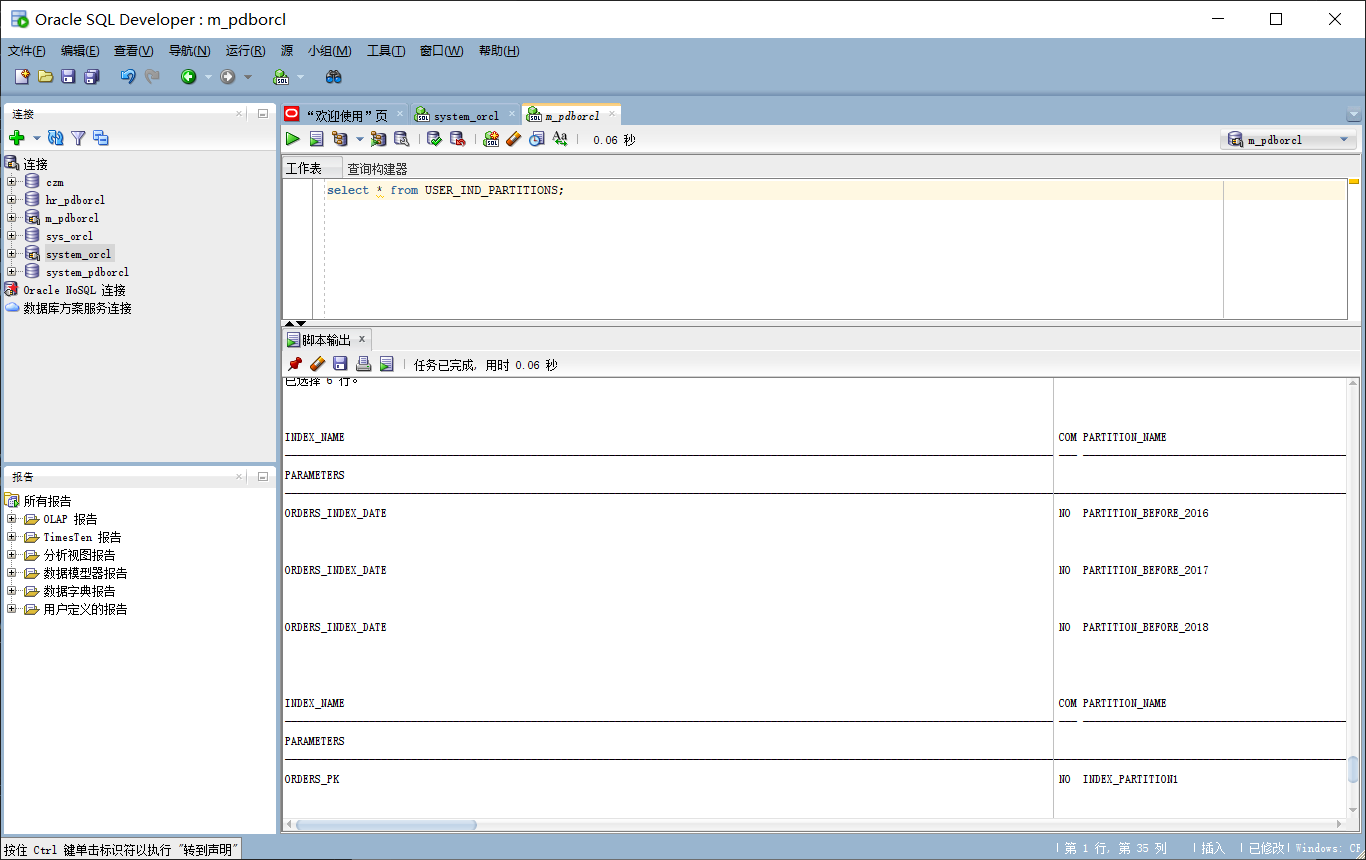 Oracle SQL Developer : m_pdborcl
文件(F) 编辑(E) 查看(V) 导航(N) 运行(R) 源 小组(M) 工具(T) 窗口(W) 帮助(H)
连接
连接
czm
hr_pdborcl
m_pdborcl
sys_orcl
system_orcl
system_pdborcl
Oracle NoSQL 连接
数据库方案服务连接
报告
所有报告
OLAP 报告
TimesTen 报告
分析视图报告
数据模型器报告
数据字典报告
用户定义的报告
“欢迎使用”页 system_orcl m_pdborcl
0.06 秒 m_pdborcl
工作表 查询构建器
select * from USER_IND_PARTITIONS;
脚本输出
任务已完成, 用时 0.06 秒
已选择 6 行。
INDEX_NAME COM PARTITION_NAME
PARAMETERS
ORDERS_INDEX_DATE NO PARTITION_BEFORE_2016
ORDERS_INDEX_DATE NO PARTITION_BEFORE_2017
ORDERS_INDEX_DATE NO PARTITION_BEFORE_2018
INDEX_NAME COM PARTITION_NAME
PARAMETERS
ORDERS_PK NO INDEX_PARTITION1
按住 Ctrl 键单击标识符以执行 "转到声明"
第 1 行, 第 35 列 插入 已修改 Windows: CR